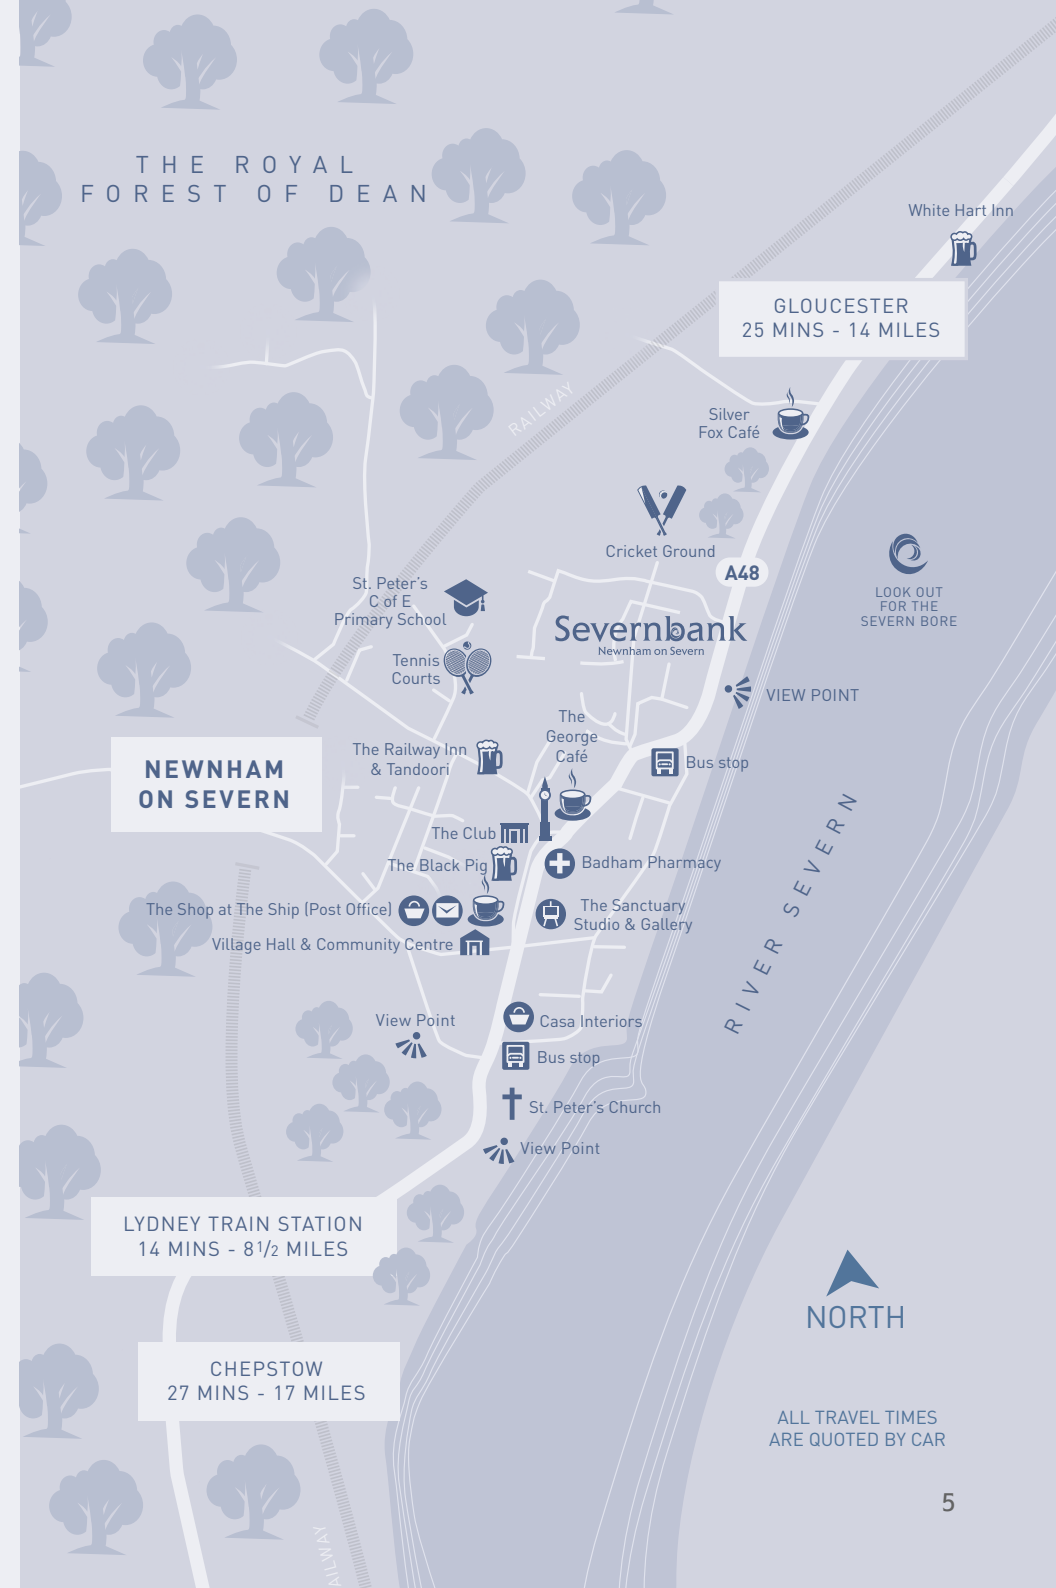 THE ROYAL
FOREST OF DEAN
White Hart Inn
GLOUCESTER
25 MINS - 14 MILES
RAILWAY
Silver
Fox Café
Cricket Ground
A48
LOOK OUT
FOR THE
SEVERN BORE
St. Peter's
C of E
Primary School
Severnbank
Newnham on Severn
Tennis
Courts
VIEW POINT
The
George
Café
The Railway Inn
& Tandoori
Bus stop
NEWNHAM
ON SEVERN
The Club
The Black Pig
Badham Pharmacy
The Shop at The Ship (Post Office)
The Sanctuary
Studio & Gallery
Village Hall & Community Centre
RIVER SEVERN
View Point
Casa Interiors
Bus stop
St. Peter's Church
View Point
LYDNEY TRAIN STATION
14 MINS - 8 1/2 MILES
NORTH
CHEPSTOW
27 MINS - 17 MILES
ALL TRAVEL TIMES
ARE QUOTED BY CAR
5
AILWAY